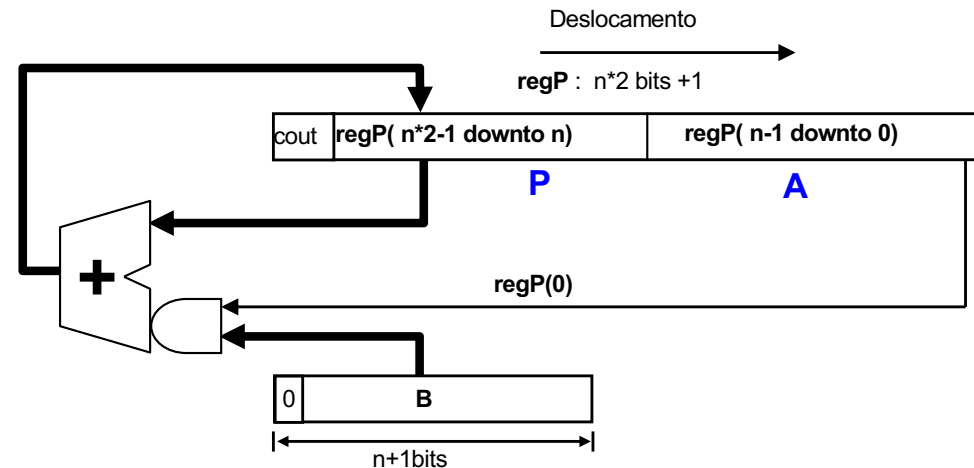 Deslocamento
regP : n*2 bits +1
cout
regP( n*2-1 downto n)
regP( n-1 downto 0)
P
A
+
regP(0)
0
B
n+1bits